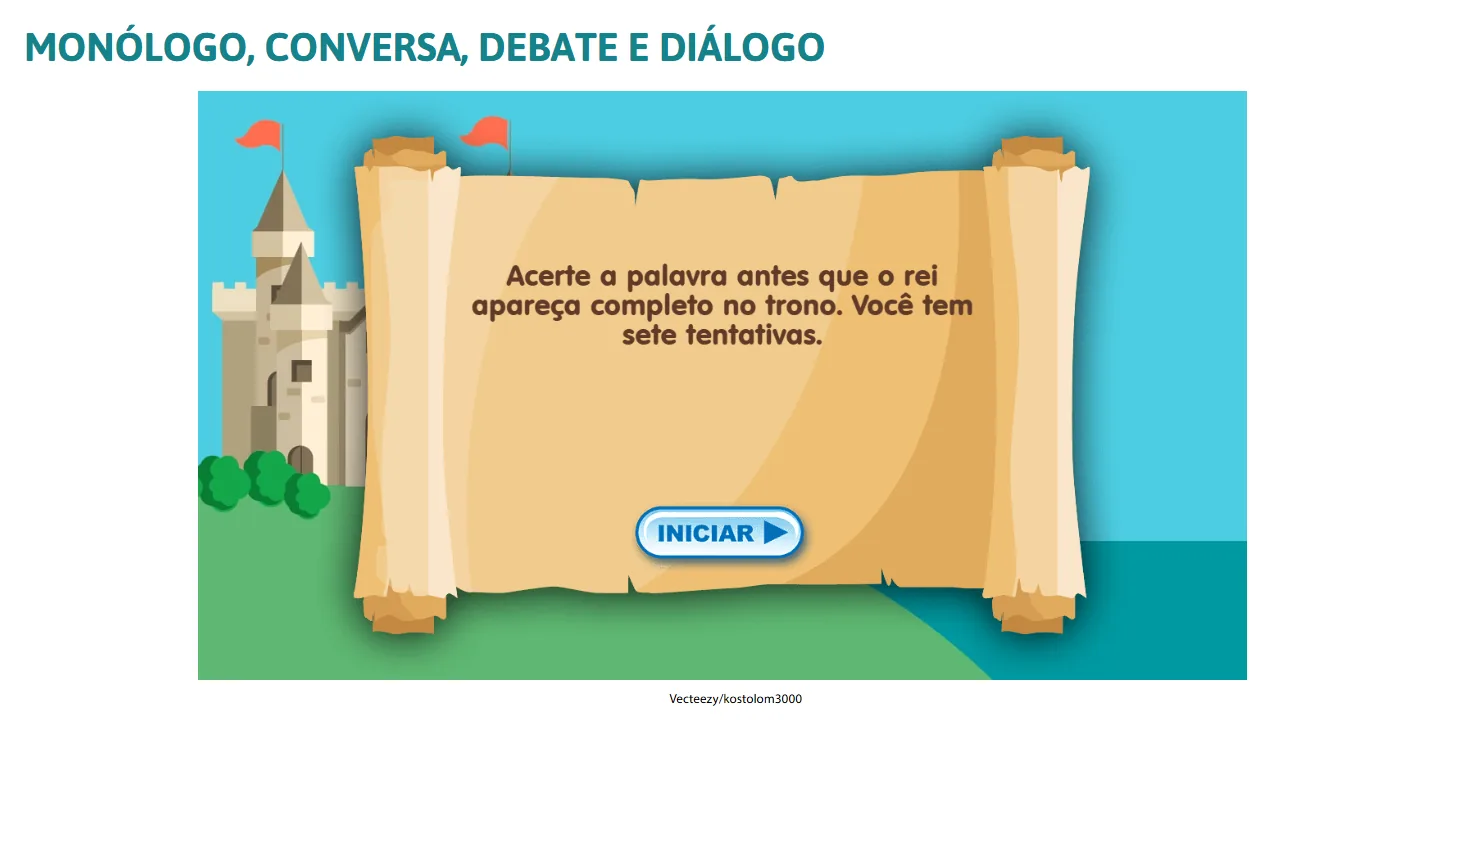 MONÓLOGO, CONVERSA, DEBATE E DIÁLOGO
Acerte a palavra antes que o rei
apareça completo no trono. Você tem
sete tentativas.
INICIAR
Vecteezy/kostolom3000